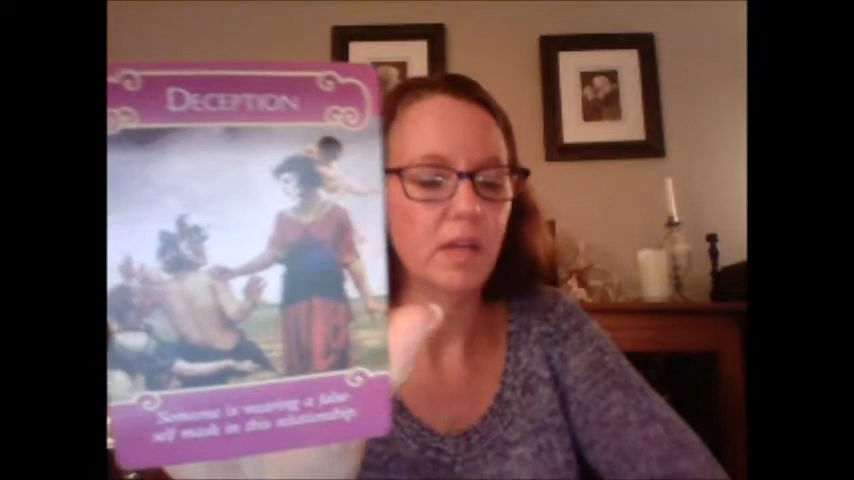 DECEPTION
Someone is wearing a false-
self mask in this relationship.